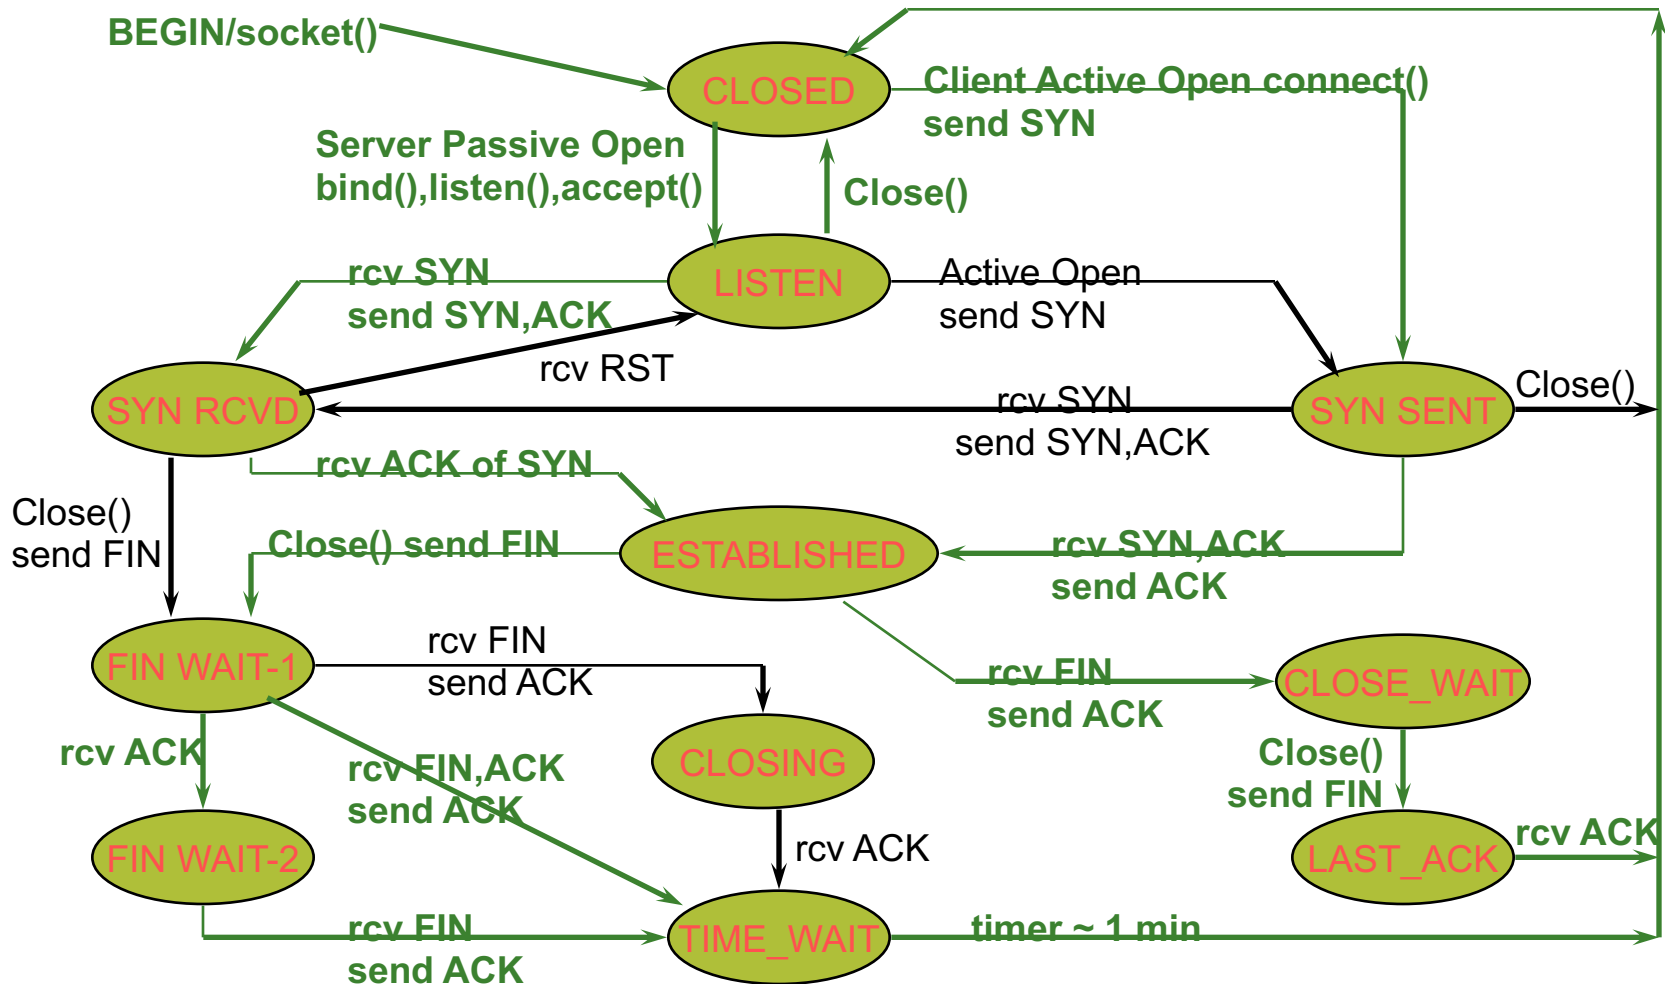 BEGIN/socket()
CLOSED
Client Active Open connect()
send SYN
Server Passive Open
bind(),listen(),accept()
Close()
rcv SYN
send SYN,ACK
LISTEN
Active Open
send SYN
rcv RST
SYN RCVD
rcv SYN
send SYN,ACK
SYN SENT
Close()
rcv ACK of SYN
Close()
send FIN
Close() send FIN
ESTABLISHED
rcv SYN,ACK
send ACK
FIN WAIT-1
rcv FIN
send ACK
rcv FIN
send ACK
CLOSE_WAIT
rcv ACK
rcv FIN,ACK
send ACK
CLOSING
Close()
send FIN
FIN WAIT-2
rcv ACK
LAST_ACK
rcv ACK
rcv FIN
send ACK
TIME_WAIT
timer ~ 1 min